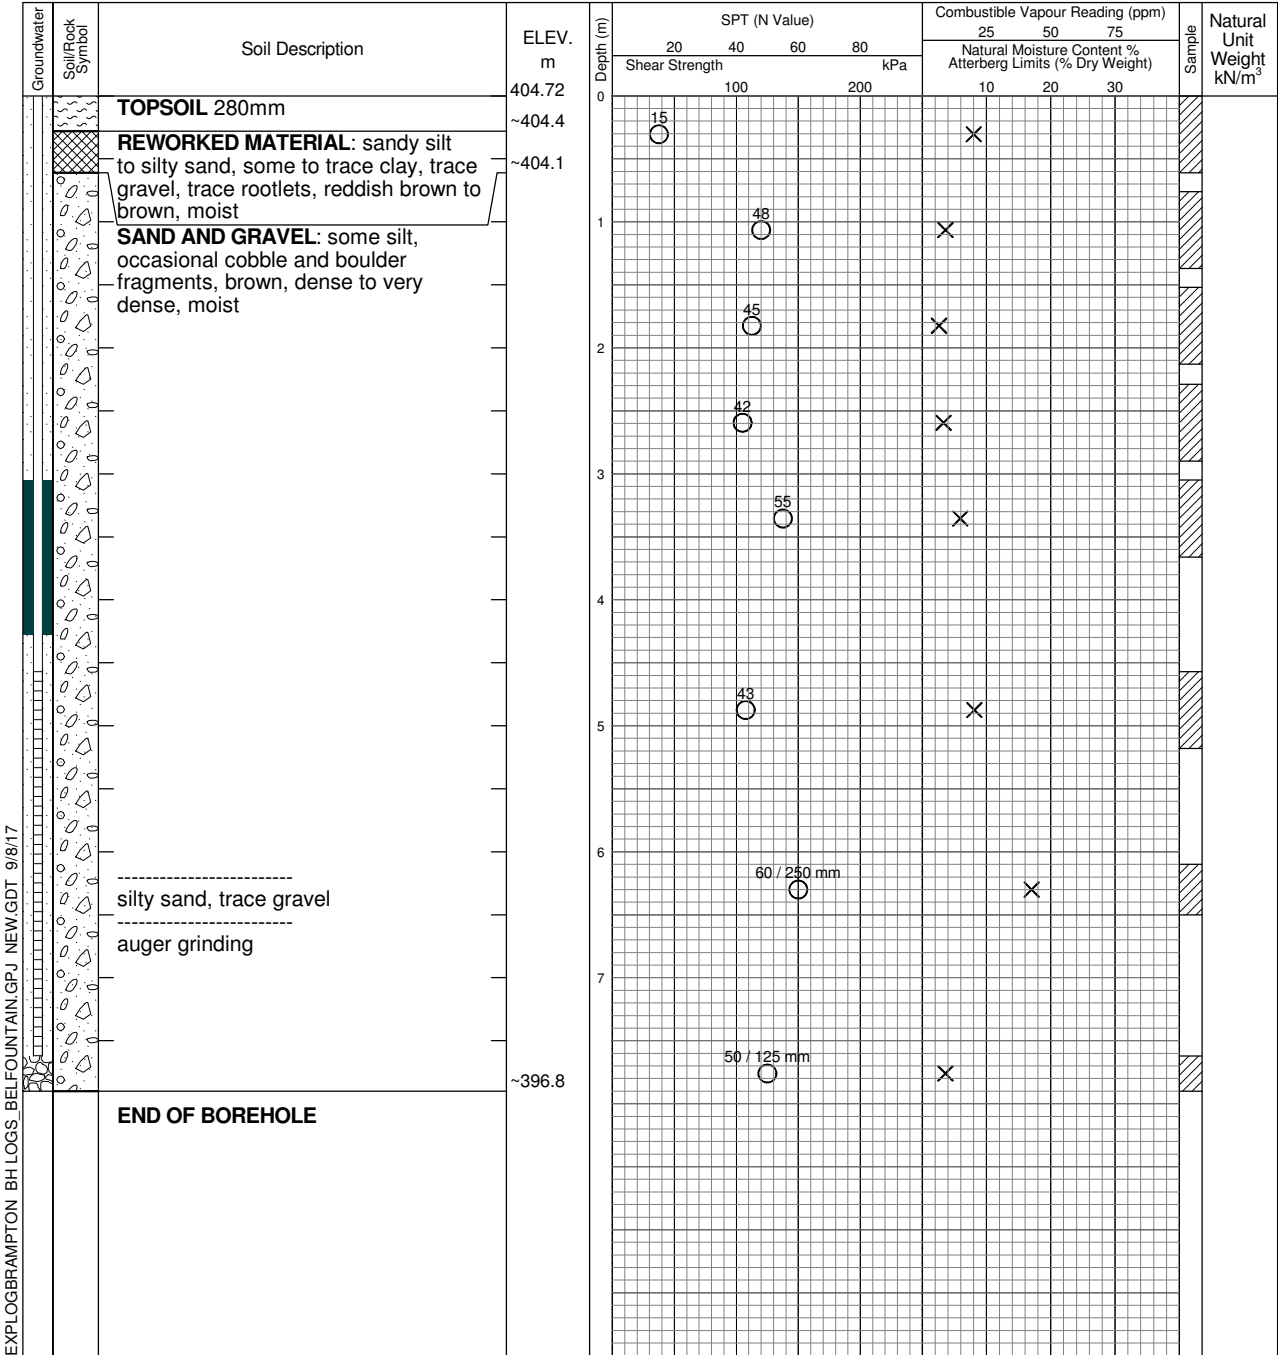 Groundwater
Soil/Rock
Symbol
Soil Description
ELEV.
m
404.72
Depth (m)
SPT (N Value)
20 40 60 80
Shear Strength kPa
100 200
Combustible Vapour Reading (ppm)
25 50 75
Natural Moisture Content %
Atterberg Limits (% Dry Weight)
10 20 30
Sample
Natural
Unit
Weight
kN/m³
0
TOPSOIL 280mm
~404.4
15
REWORKED MATERIAL: sandy silt
to silty sand, some to trace clay, trace
~404.1
gravel, trace rootlets, reddish brown to
brown, moist
1
48
SAND AND GRAVEL: some silt,
occasional cobble and boulder
fragments, brown, dense to very
dense, moist
45
2
42
3
55
4
43
5
6
60 / 250 mm
-----------------------
silty sand, trace gravel
-----------------------
auger grinding
7
50 / 125 mm
~396.8
END OF BOREHOLE
EXPLOGBRAMPTON BH LOGS_BELFOUNTAIN.GPJ NEW.GDT 9/8/17